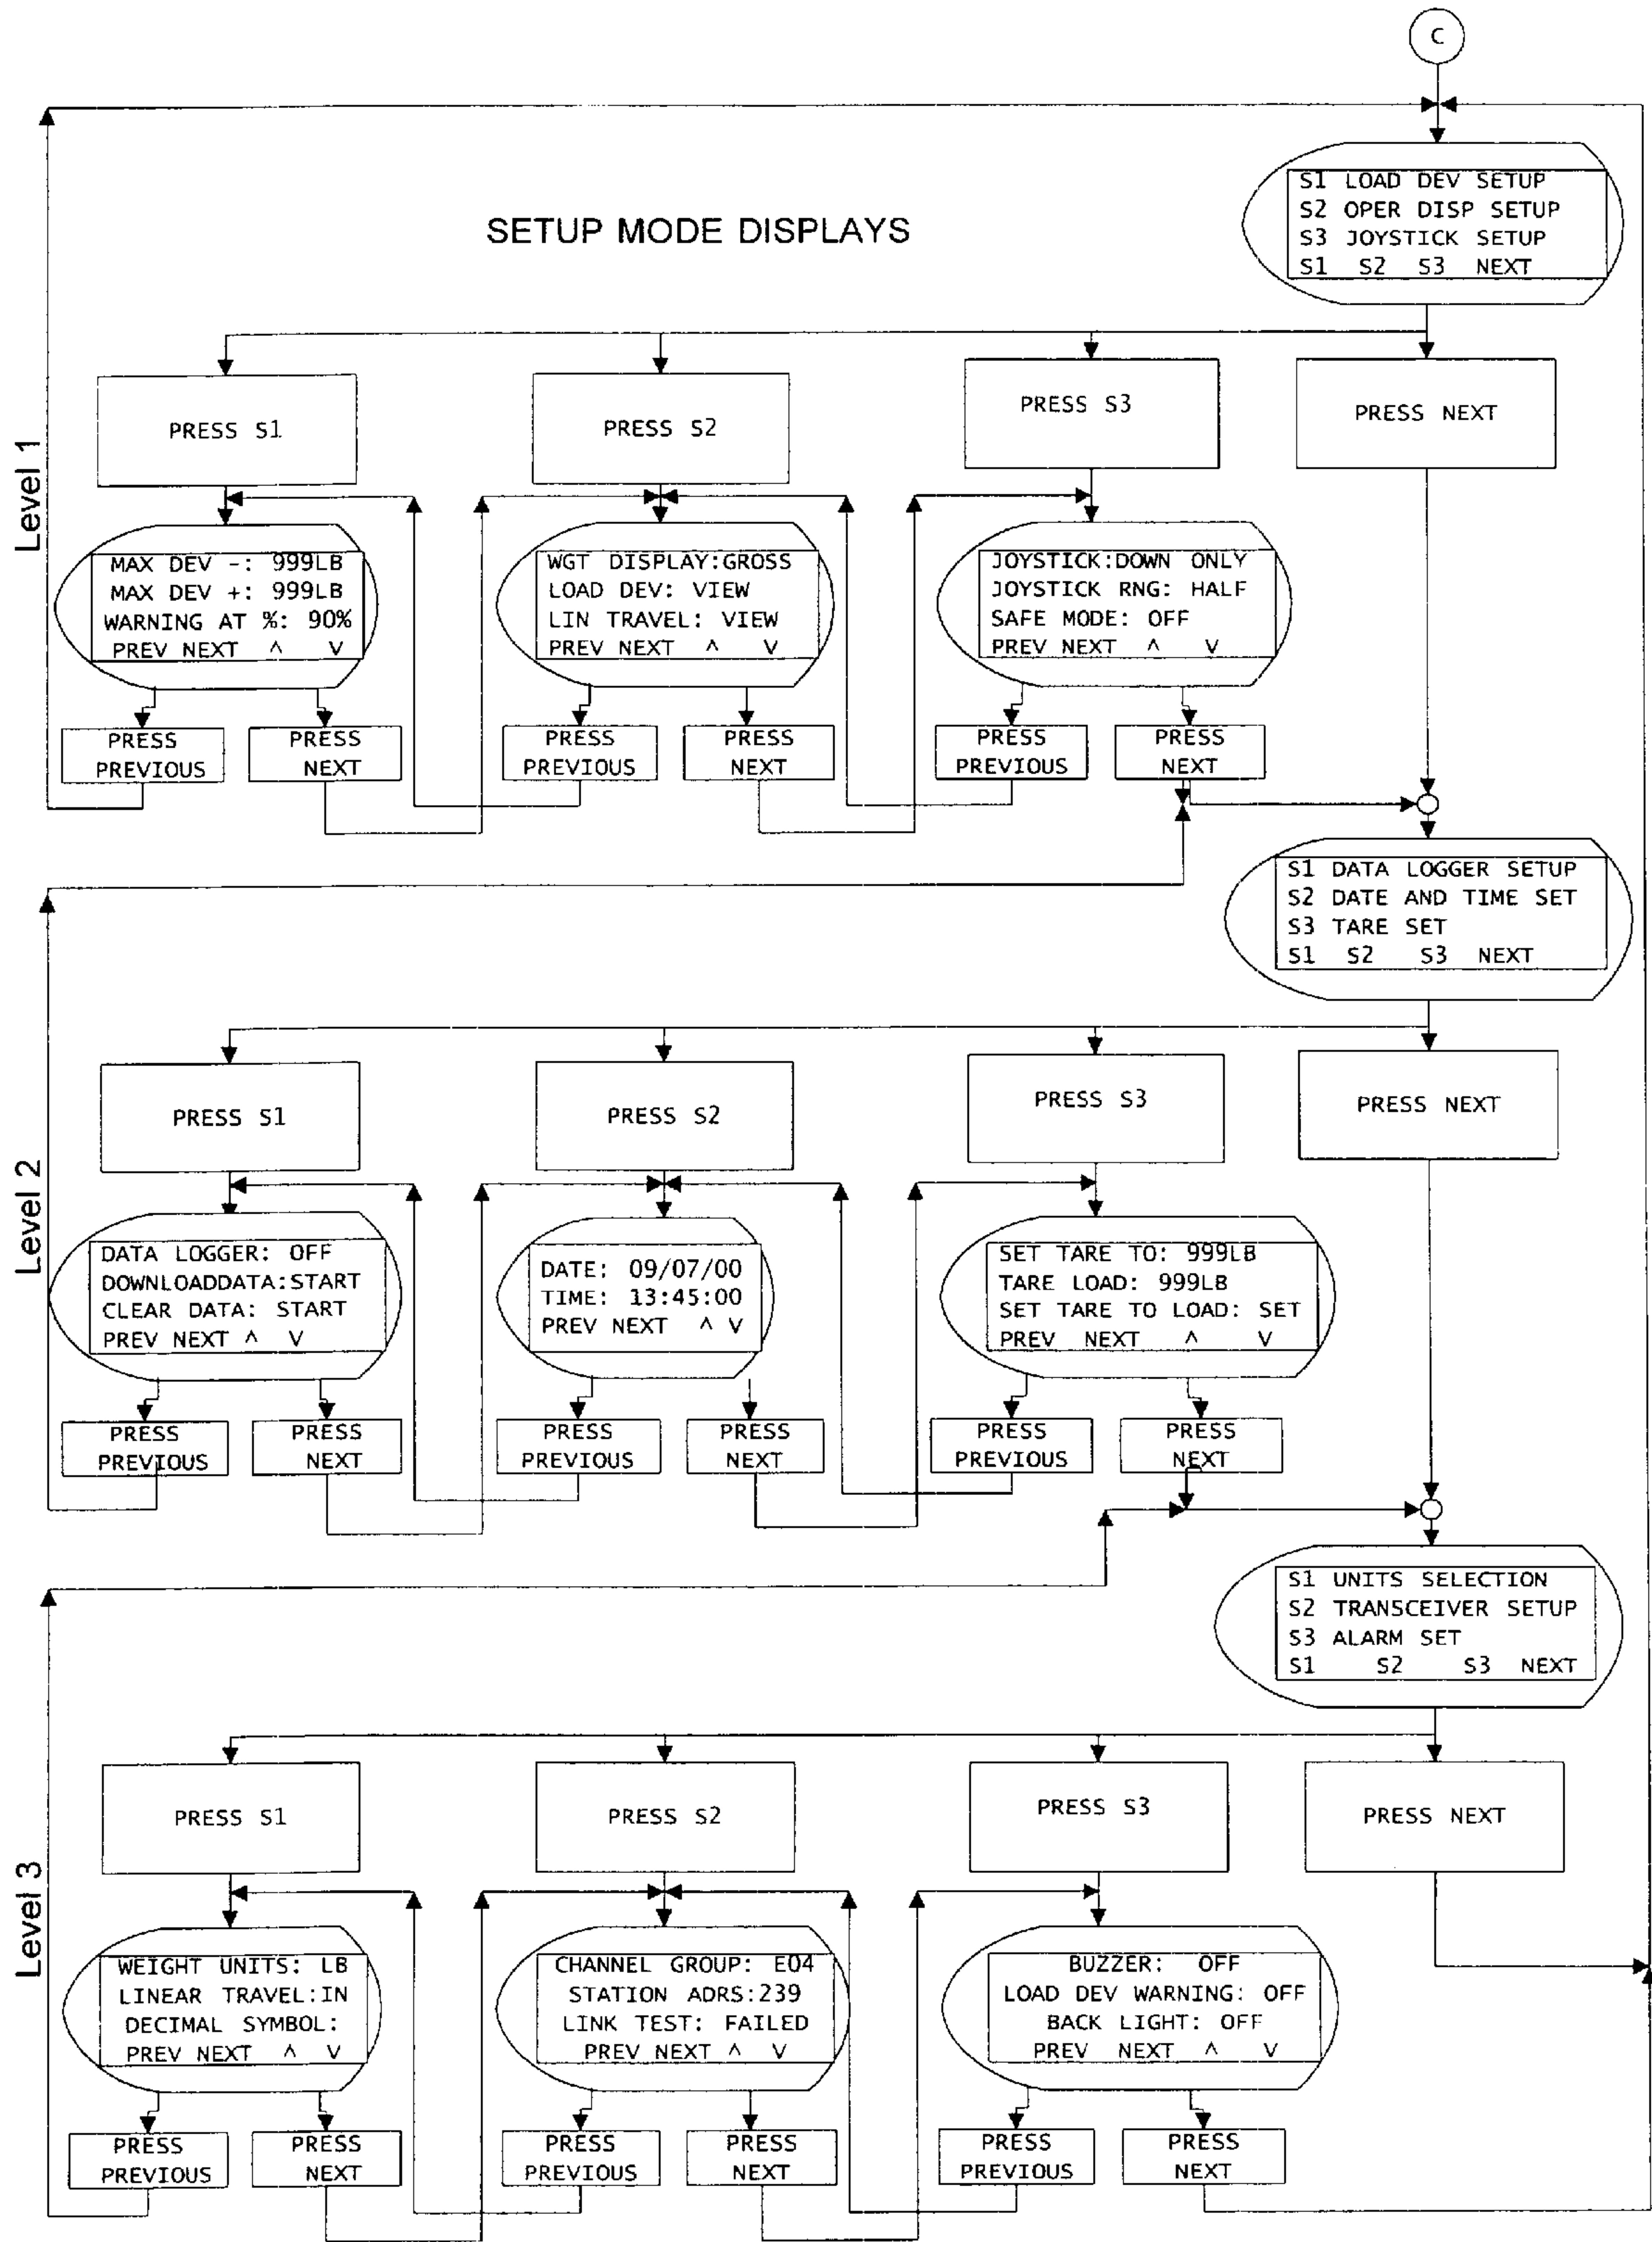 C
SETUP MODE DISPLAYS
S1 LOAD DEV SETUP
S2 OPER DISP SETUP
S3 JOYSTICK SETUP
S1 S2 S3 NEXT
Level 1
PRESS S1
PRESS S2
PRESS S3
PRESS NEXT
MAX DEV -: 999LB
MAX DEV +: 999LB
WARNING AT %: 90%
PREV NEXT ^ V
WGT DISPLAY:GROSS
LOAD DEV: VIEW
LIN TRAVEL: VIEW
PREV NEXT ^ V
JOYSTICK:DOWN ONLY
JOYSTICK RNG: HALF
SAFE MODE: OFF
PREV NEXT ^ V
PRESS
PREVIOUS
PRESS
NEXT
PRESS
PREVIOUS
PRESS
NEXT
PRESS
PREVIOUS
PRESS
NEXT
S1 DATA LOGGER SETUP
S2 DATE AND TIME SET
S3 TARE SET
S1 S2 S3 NEXT
Level 2
PRESS S1
PRESS S2
PRESS S3
PRESS NEXT
DATA LOGGER: OFF
DOWNLOADDATA:START
CLEAR DATA: START
PREV NEXT ^ V
DATE: 09/07/00
TIME: 13:45:00
PREV NEXT ^ V
SET TARE TO: 999LB
TARE LOAD: 999LB
SET TARE TO LOAD: SET
PREV NEXT ^ V
PRESS
PREVIOUS
PRESS
NEXT
PRESS
PREVIOUS
PRESS
NEXT
PRESS
PREVIOUS
PRESS
NEXT
S1 UNITS SELECTION
S2 TRANSCEIVER SETUP
S3 ALARM SET
S1 S2 S3 NEXT
Level 3
PRESS S1
PRESS S2
PRESS S3
PRESS NEXT
WEIGHT UNITS: LB
LINEAR TRAVEL:IN
DECIMAL SYMBOL:
PREV NEXT ^ V
CHANNEL GROUP: E04
STATION ADRS:239
LINK TEST: FAILED
PREV NEXT ^ V
BUZZER: OFF
LOAD DEV WARNING: OFF
BACK LIGHT: OFF
PREV NEXT ^ V
PRESS
PREVIOUS
PRESS
NEXT
PRESS
PREVIOUS
PRESS
NEXT
PRESS
PREVIOUS
PRESS
NEXT